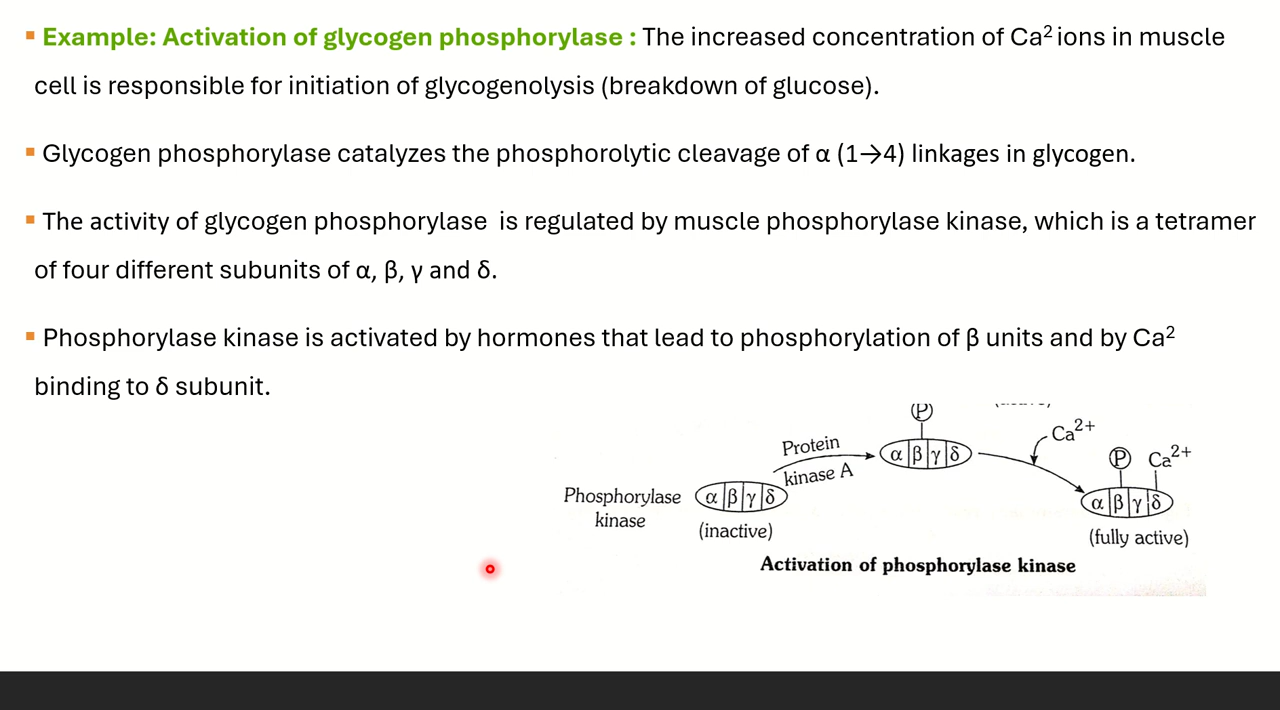 ▪ Example: Activation of glycogen phosphorylase : The increased concentration of Ca² ions in muscle
cell is responsible for initiation of glycogenolysis (breakdown of glucose).
▪ Glycogen phosphorylase catalyzes the phosphorolytic cleavage of α (1→4) linkages in glycogen.
▪ The activity of glycogen phosphorylase is regulated by muscle phosphorylase kinase, which is a tetramer
of four different subunits of α, β, γ and δ.
▪ Phosphorylase kinase is activated by hormones that lead to phosphorylation of β units and by Ca²
binding to δ subunit.
Phosphorylase
kinase
α β γ δ
(inactive)
Protein
kinase A
P
α β γ δ
Ca²⁺
P Ca²⁺
α β γ δ
(fully active)
Activation of phosphorylase kinase